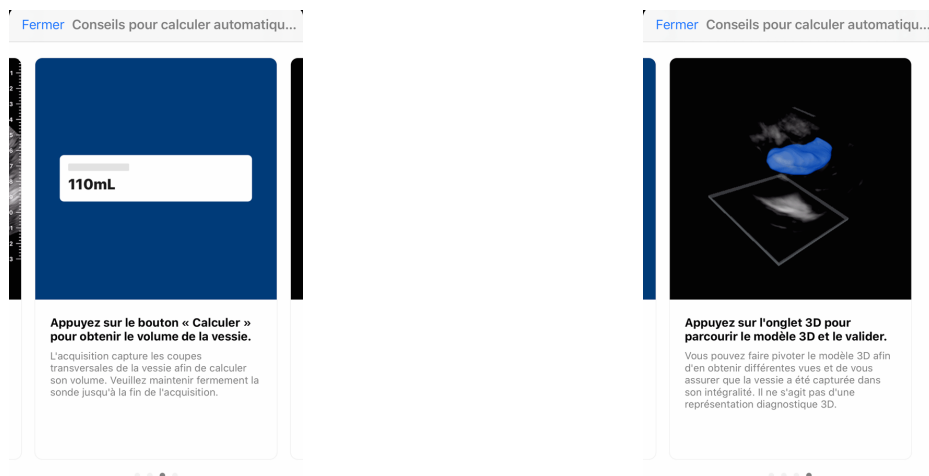 Fermer Conseils pour calculer automatiqu...
110mL
Appuyez sur le bouton « Calculer »
pour obtenir le volume de la vessie.
L'acquisition capture les coupes
transversales de la vessie afin de calculer
son volume. Veuillez maintenir fermement la
sonde jusqu'à la fin de l'acquisition.
Fermer Conseils pour calculer automatiqu...
Appuyez sur l'onglet 3D pour
parcourir le modèle 3D et le valider.
Vous pouvez faire pivoter le modèle 3D afin
d'en obtenir différentes vues et de vous
assurer que la vessie a été capturée dans
son intégralité. Il ne s'agit pas d'une
représentation diagnostique 3D.